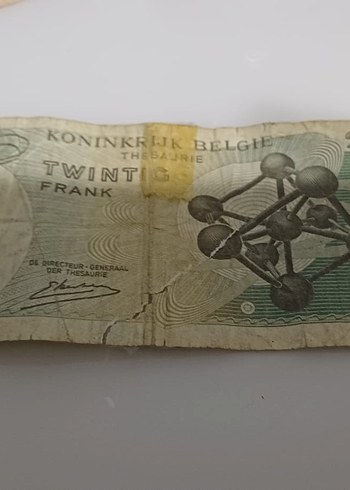 KONINKRIJK BELGIE
THESAURIE
TWINTIG
FRANK
DE DIRECTEUR-GENERAAL
DER THESAURIE